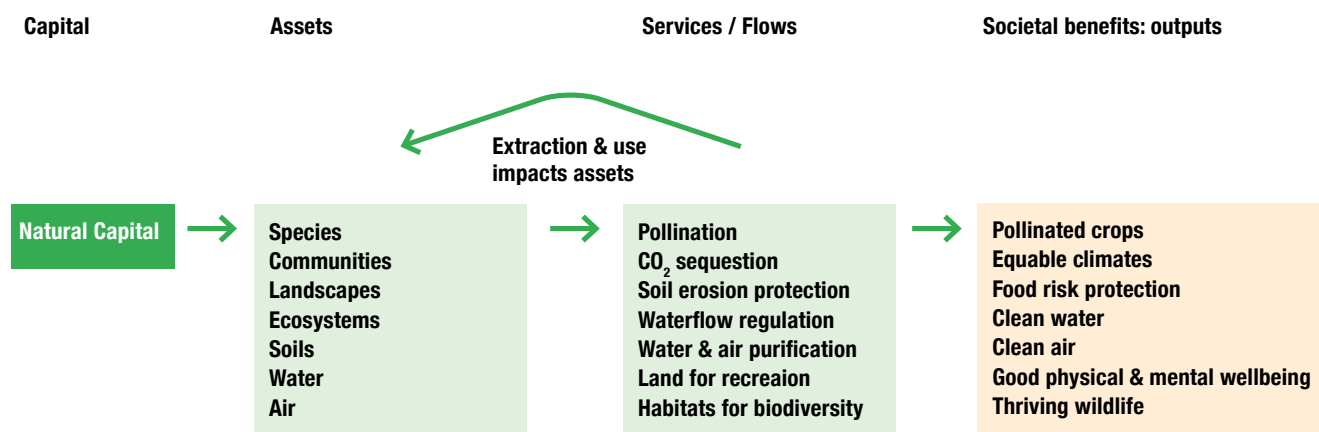 Capital
Assets
Services / Flows
Societal benefits: outputs
Extraction & use
impacts assets
Natural Capital
Species
Communities
Landscapes
Ecosystems
Soils
Water
Air
Pollination
CO₂ sequestion
Soil erosion protection
Waterflow regulation
Water & air purification
Land for recreaion
Habitats for biodiversity
Pollinated crops
Equable climates
Food risk protection
Clean water
Clean air
Good physical & mental wellbeing
Thriving wildlife